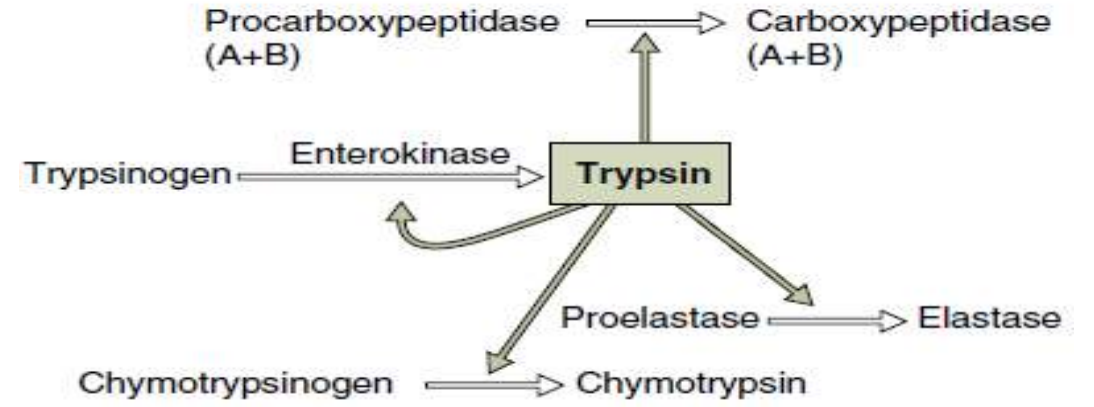 Procarboxypeptidase
(A+B)
Carboxypeptidase
(A+B)
Enterokinase
Trypsinogen
Trypsin
Proelastase
Elastase
Chymotrypsinogen
Chymotrypsin